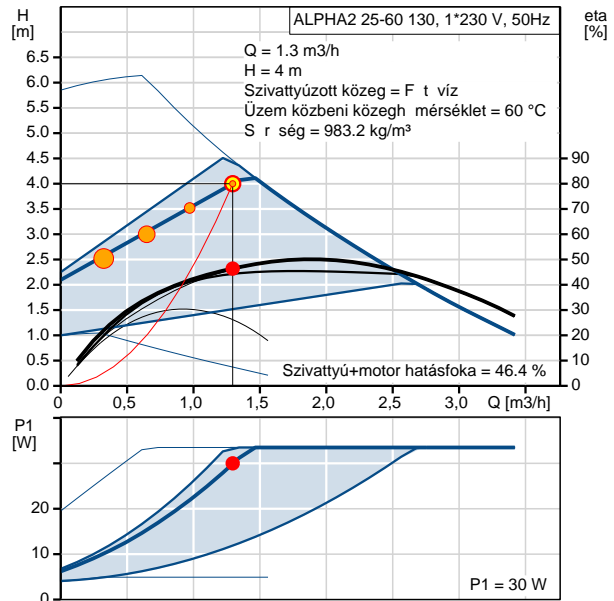 H
[m]
ALPHA2 25-60 130, 1*230 V, 50Hz
eta
[%]
Q = 1.3 m3/h
H = 4 m
Szivattyúzott közeg = F t víz
Üzem közbeni közegh mérséklet = 60 °C
S r ség = 983.2 kg/m³
6.5
6.0
5.5
5.0
4.5
4.0
3.5
3.0
2.5
2.0
1.5
1.0
0.5
0.0
90
80
70
60
50
40
30
20
10
0
Szivattyú+motor hatásfoka = 46.4 %
0
0,5
1,0
1,5
2,0
2,5
3,0
Q [m3/h]
P1
[W]
20
10
0
P1 = 30 W